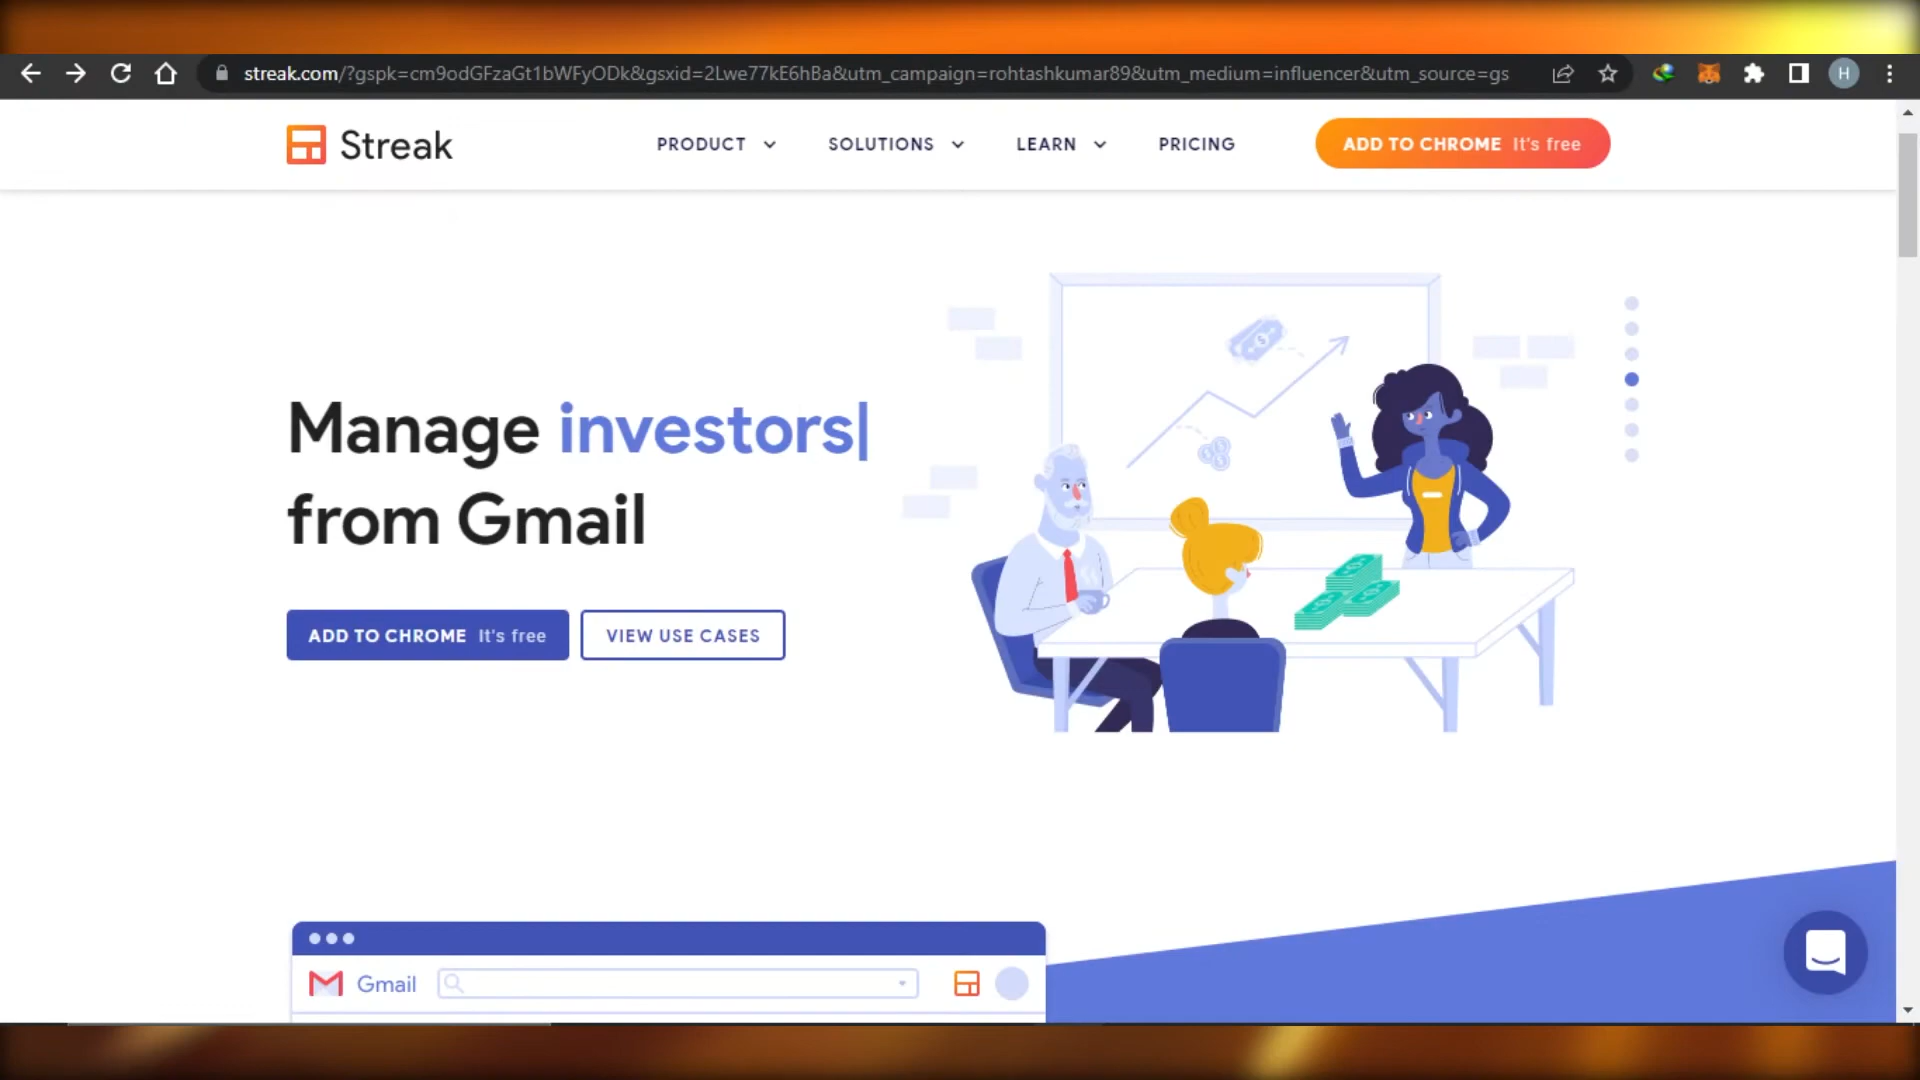 streak.com/?gspk=cm9odGFzaGt1bWFyODk&gsxid=2Lwe77kE6hBa&utm_campaign=rohtashkumar89&utm_medium=influencer&utm_source=gs
H
Streak
PRODUCT
SOLUTIONS
LEARN
PRICING
ADD TO CHROME It's free
Manage investors
from Gmail
ADD TO CHROME It's free
VIEW USE CASES
Gmail